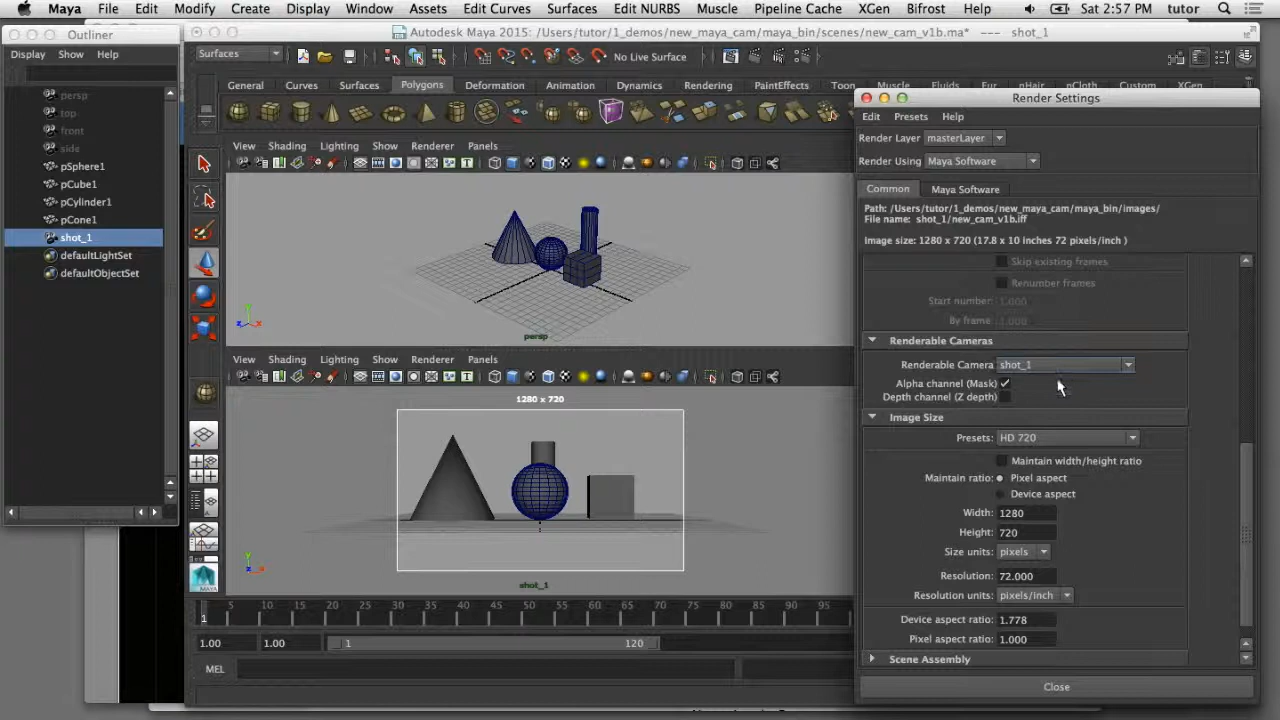 Maya File Edit Modify Create Display Window Assets Edit Curves Surfaces Edit NURBS Muscle Pipeline Cache XGen Bifrost Help Sat 2:57 PM tutor
Outliner
Display Show Help
persp
top
front
side
pSphere1
pCube1
pCylinder1
pCone1
shot_1
defaultLightSet
defaultObjectSet
Autodesk Maya 2015: /Users/tutor/1_demos/new_maya_cam/maya_bin/scenes/new_cam_v1b.ma* --- shot_1
Surfaces No Live Surface
General Curves Surfaces Polygons Deformation Animation Dynamics Rendering PaintEffects Toon Muscle Fluids Fur nHair nCloth Custom XGen
View Shading Lighting Show Renderer Panels
persp
View Shading Lighting Show Renderer Panels
1280 x 720
shot_1
MAYA
1 5 10 15 20 25 30 35 40 45 50 55 60 65 70 75 80 85 90 95
1.00 1.00 1 120
MEL
Render Settings
Edit Presets Help
Render Layer masterLayer
Render Using Maya Software
Common Maya Software
Path: /Users/tutor/1_demos/new_maya_cam/maya_bin/images/
File name: shot_1/new_cam_v1b.iff
Image size: 1280 x 720 (17.8 x 10 inches 72 pixels/inch )
Skip existing frames
Renumber frames
Start number: 1.000
By frame: 1.000
Renderable Cameras
Renderable Camera shot_1
Alpha channel (Mask)
Depth channel (Z depth)
Image Size
Presets: HD 720
Maintain width/height ratio
Maintain ratio: Pixel aspect
Device aspect
Width: 1280
Height: 720
Size units: pixels
Resolution: 72.000
Resolution units: pixels/inch
Device aspect ratio: 1.778
Pixel aspect ratio: 1.000
Scene Assembly
Close